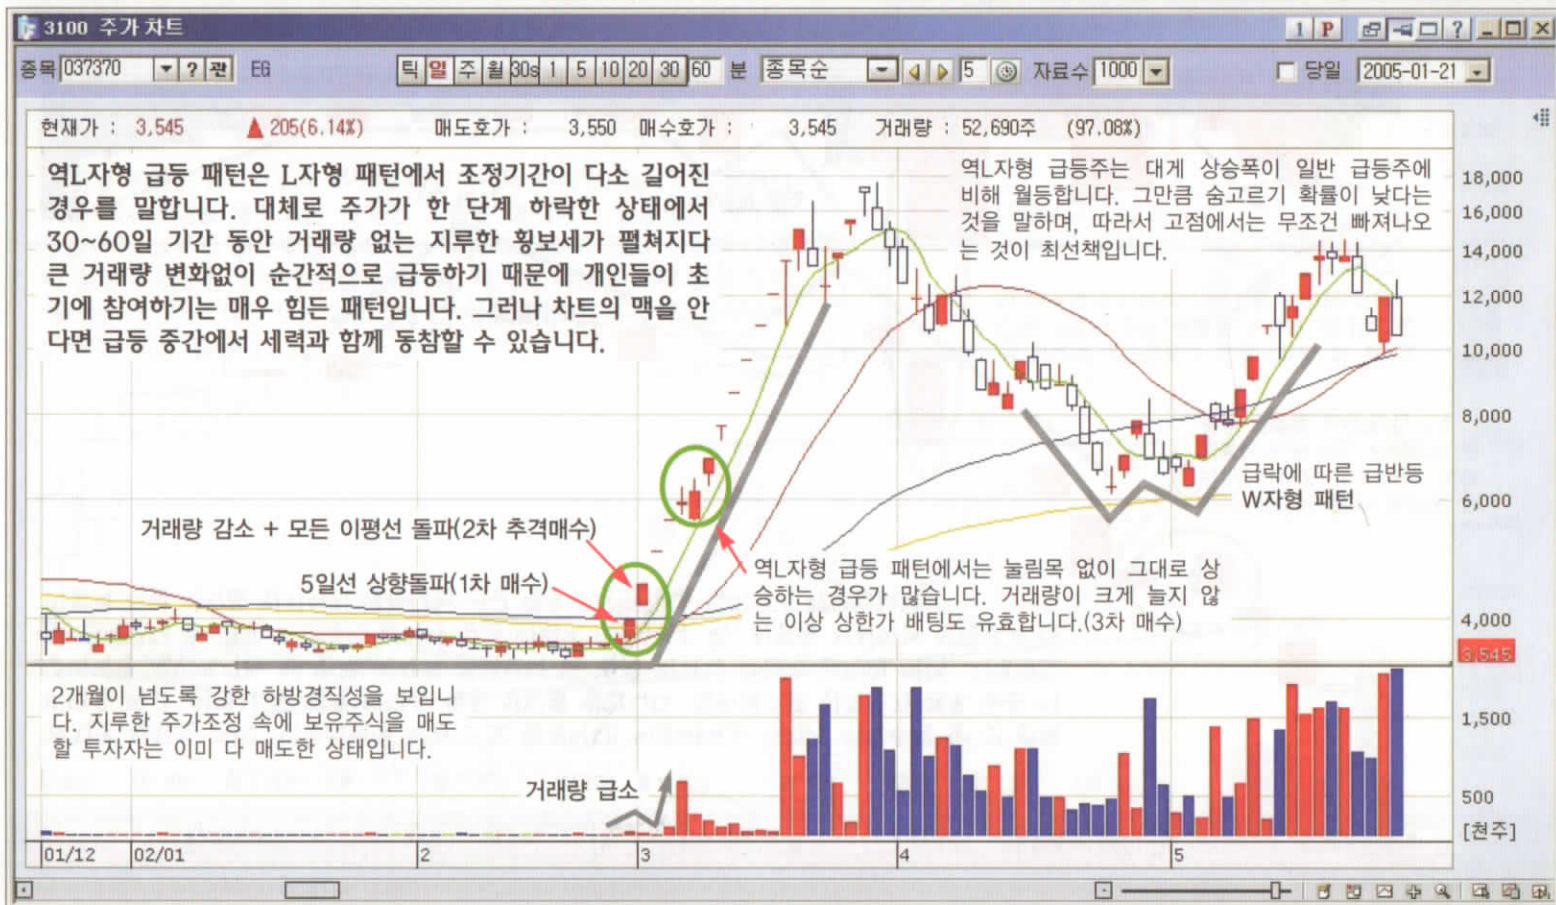 3100 주가차트
1 P ?
종목 037370 ? 관 EG 틱 일 주 월 30s 1 5 10 20 30 60 분 종목순 5 자료수 1000 당일 2005-01-21
현재가 : 3,545 ▲ 205(6.14%) 매도호가 : 3,550 매수호가 : 3,545 거래량 : 52,690주 (97.08%)
역L자형 급등 패턴은 L자형 패턴에서 조정기간이 다소 길어진
경우를 말합니다. 대체로 주가가 한 단계 하락한 상태에서
30~60일 기간 동안 거래량 없는 지루한 횡보세가 펼쳐지다
큰 거래량 변화없이 순간적으로 급등하기 때문에 개인들이 초
기에 참여하기는 매우 힘든 패턴입니다. 그러나 차트의 맥을 안
다면 급등 중간에서 세력과 함께 동참할 수 있습니다.
역L자형 급등주는 대게 상승폭이 일반 급등주에
비해 월등합니다. 그만큼 숨고르기 확률이 낮다는
것을 말하며, 따라서 고점에서는 무조건 빠져나오
는 것이 최선책입니다.
18,000
16,000
14,000
12,000
10,000
8,000
6,000
4,000
3,545
급락에 따른 급반등
W자형 패턴
거래량 감소 + 모든 이평선 돌파(2차 추격매수)
5일선 상향돌파(1차 매수)
역L자형 급등 패턴에서는 눌림목 없이 그대로 상
승하는 경우가 많습니다. 거래량이 크게 늘지 않
는 이상 상한가 배팅도 유효합니다.(3차 매수)
2개월이 넘도록 강한 하방경직성을 보입니
다. 지루한 주가조정 속에 보유주식을 매도
할 투자자는 이미 다 매도한 상태입니다.
거래량 급소
1,500
500
[천주]
01/12 02/01 2 3 4 5